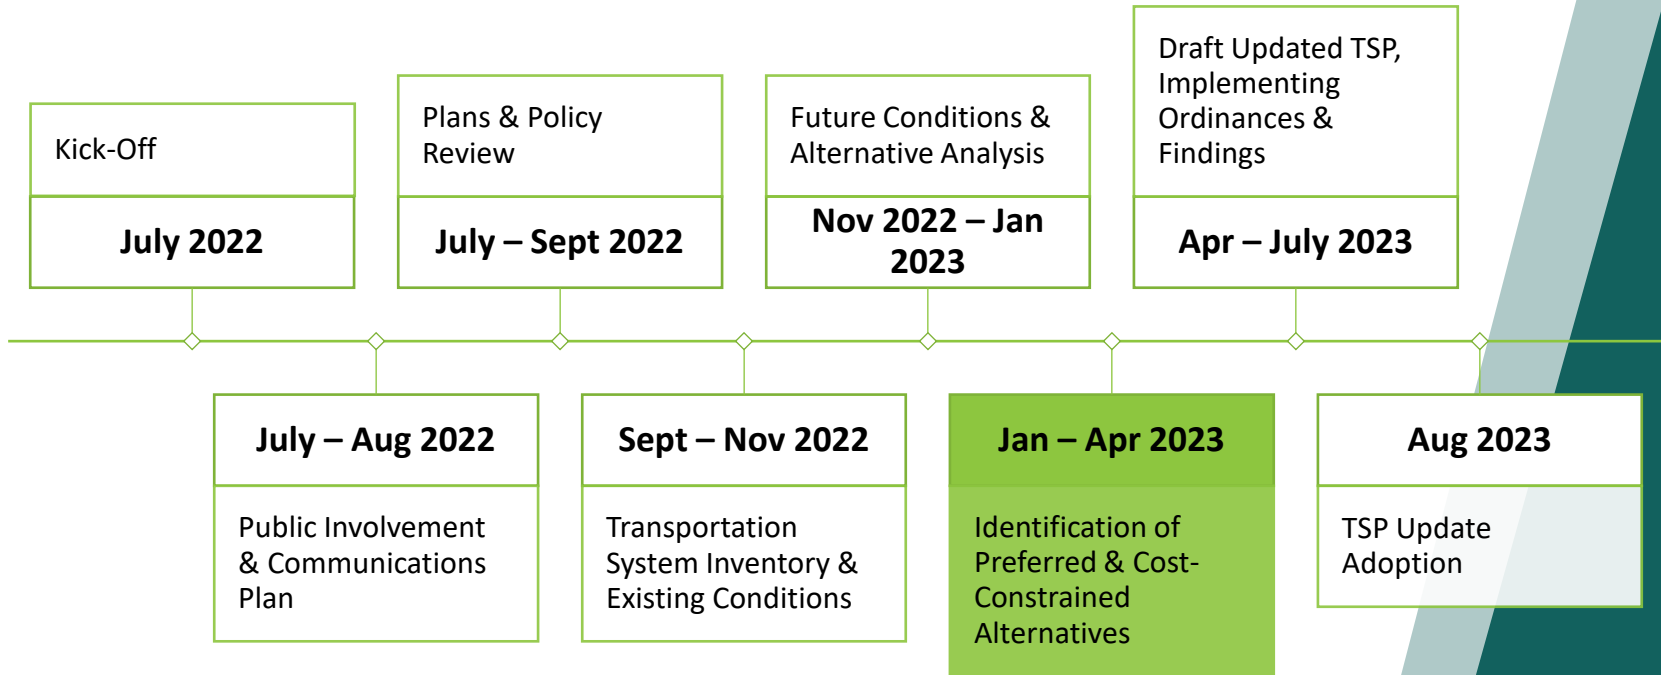 Kick-Off
July 2022
July – Aug 2022
Public Involvement
& Communications
Plan
Plans & Policy
Review
July – Sept 2022
Sept – Nov 2022
Transportation
System Inventory &
Existing Conditions
Future Conditions &
Alternative Analysis
Nov 2022 – Jan
2023
Jan – Apr 2023
Identification of
Preferred & Cost-
Constrained
Alternatives
Draft Updated TSP,
Implementing
Ordinances &
Findings
Apr – July 2023
Aug 2023
TSP Update
Adoption